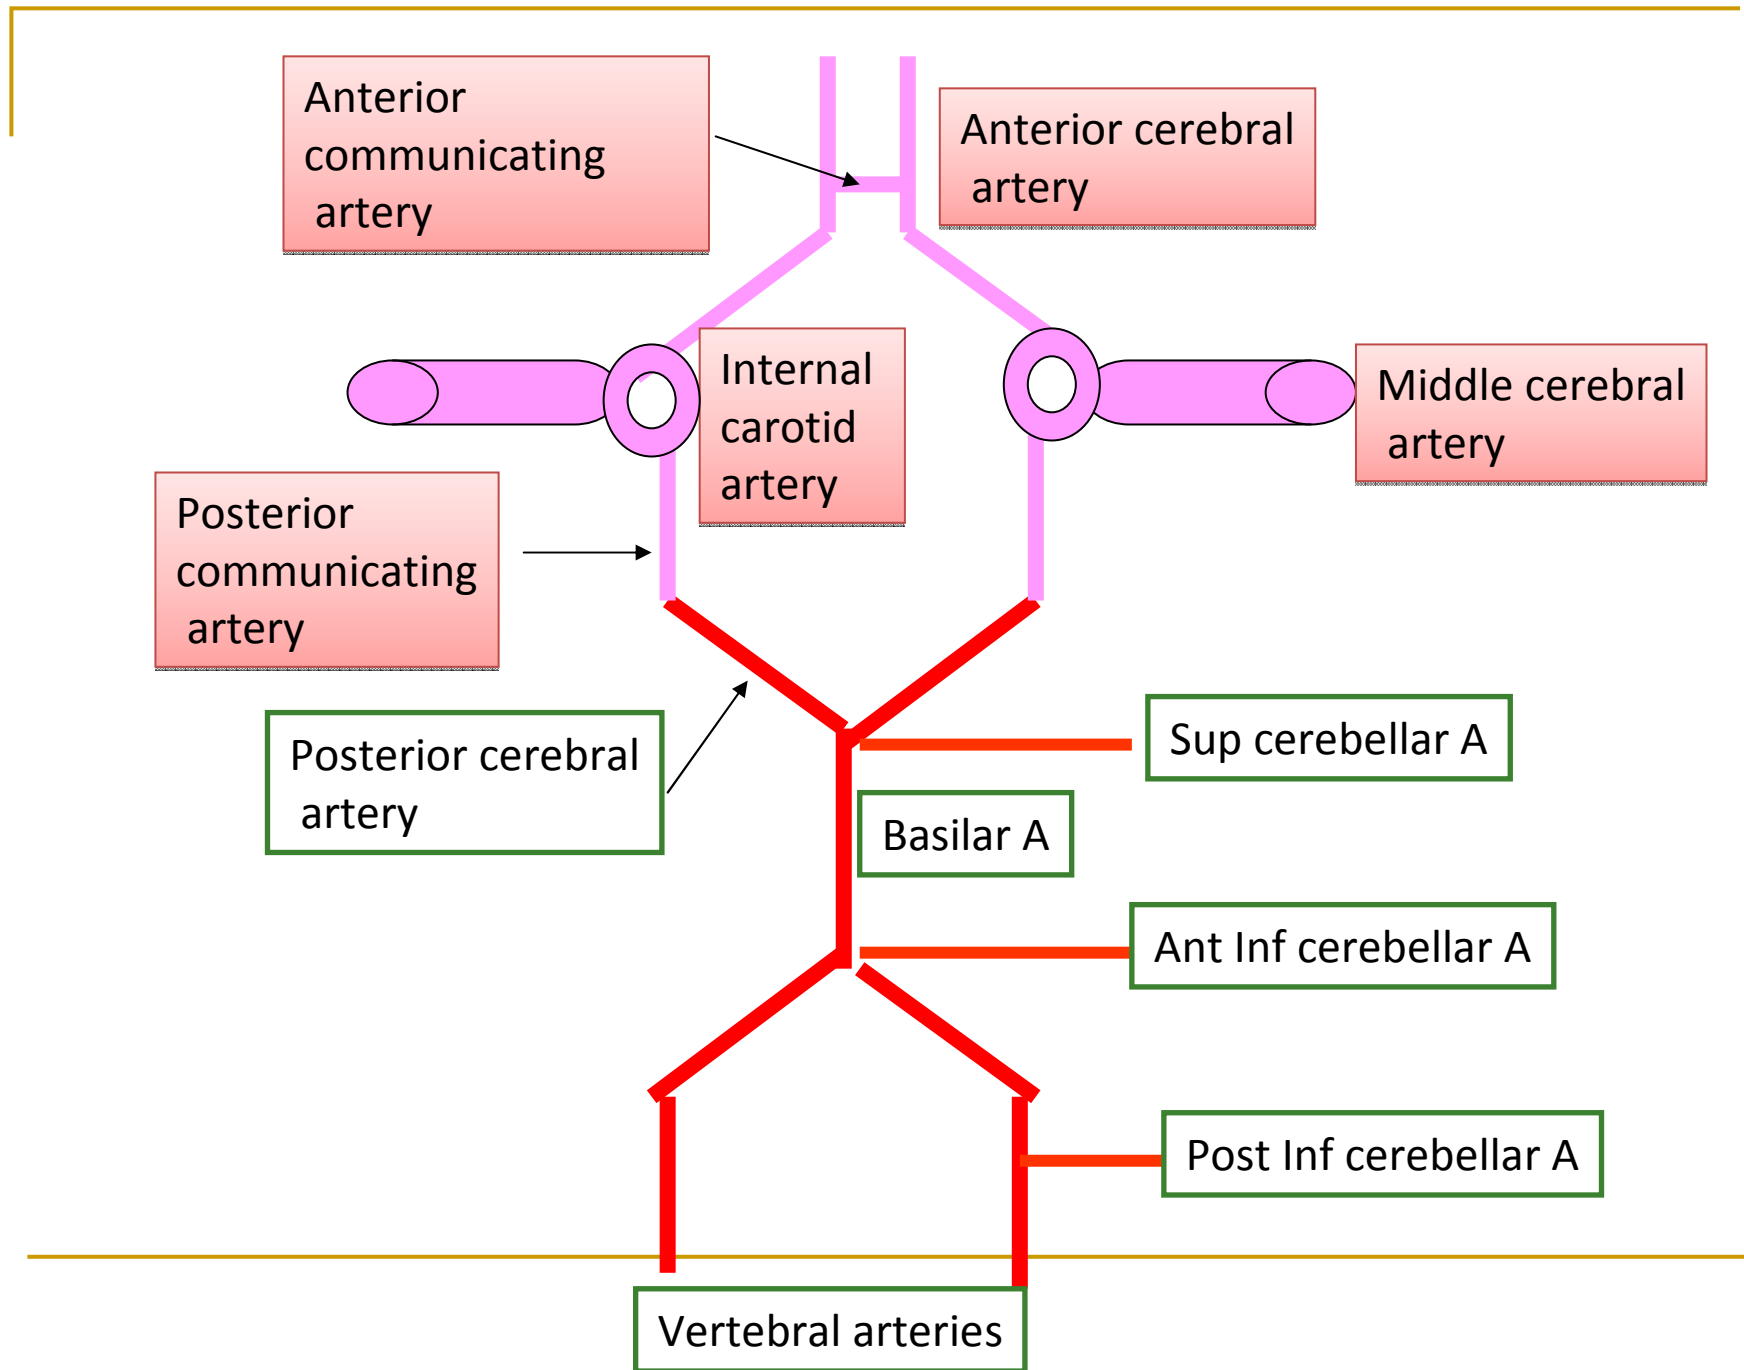 Anterior
communicating
artery
Anterior cerebral
artery
Internal
carotid
artery
Middle cerebral
artery
Posterior
communicating
artery
Posterior cerebral
artery
Sup cerebellar A
Basilar A
Ant Inf cerebellar A
Post Inf cerebellar A
Vertebral arteries